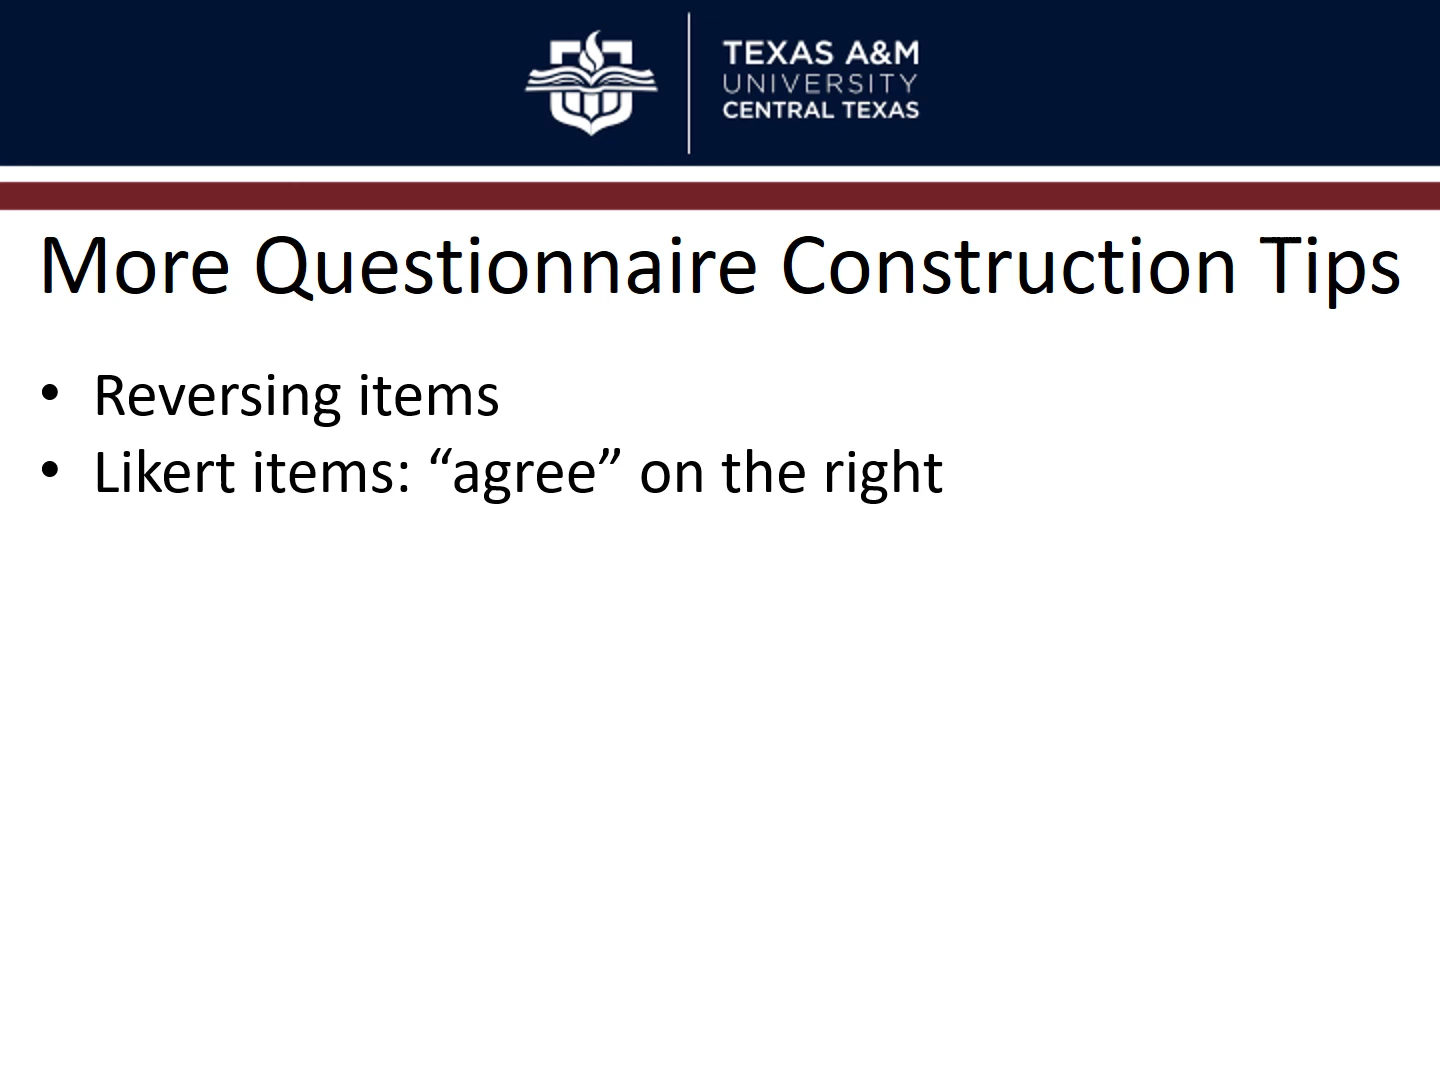 TEXAS A&M
UNIVERSITY
CENTRAL TEXAS
More Questionnaire Construction Tips
• Reversing items
• Likert items: “agree” on the right